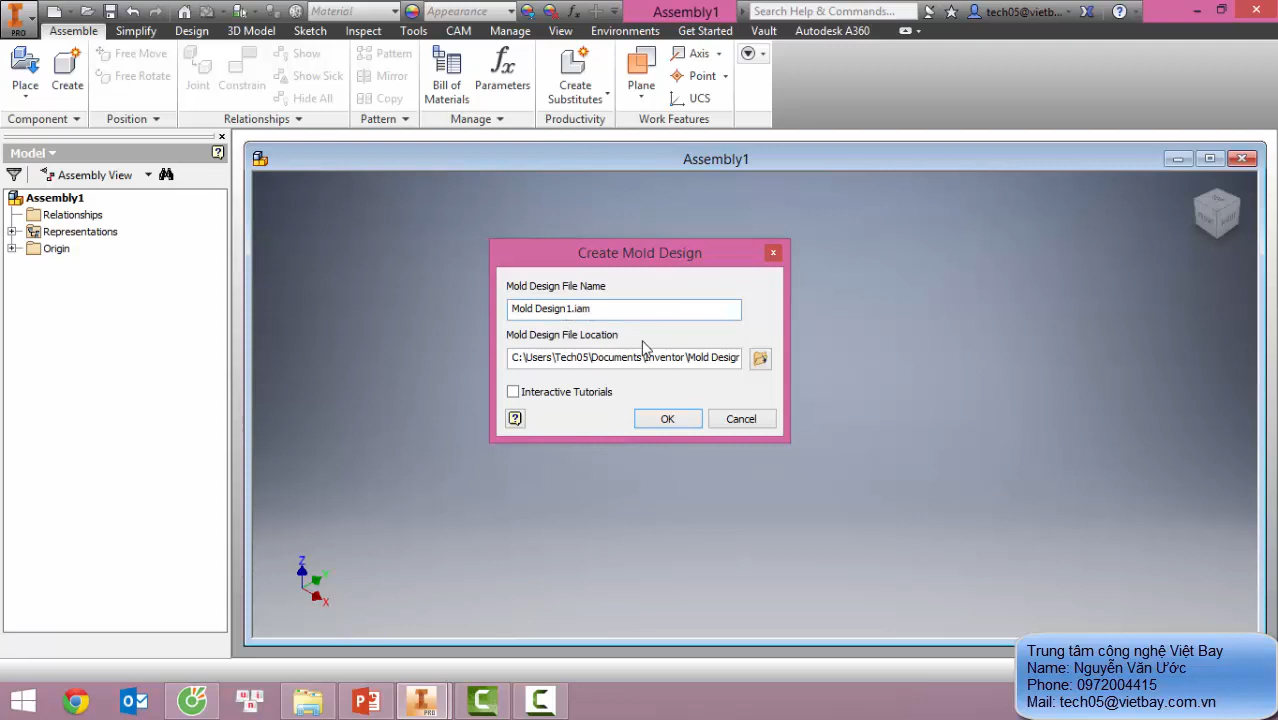 Material
Appearance
Assembly1
Search Help & Commands...
tech05@vietb...
PRO
Assemble
Simplify
Design
3D Model
Sketch
Inspect
Tools
CAM
Manage
View
Environments
Get Started
Vault
Autodesk A360
Place
Create
Free Move
Free Rotate
Joint
Constrain
Show
Show Sick
Hide All
Pattern
Mirror
Copy
Bill of
Materials
Parameters
Create
Substitutes
Plane
Axis
Point
UCS
Component
Position
Relationships
Pattern
Manage
Productivity
Work Features
Model
Assembly View
Assembly1
Relationships
Representations
Origin
Assembly1
Create Mold Design
Mold Design File Name
Mold Design1.iam
Mold Design File Location
C:\Users\Tech05\Documents\Inventor\Mold Design
Interactive Tutorials
OK
Cancel
Z
Y
X
Trung tâm công nghệ Việt Bay
Name: Nguyễn Văn Ước
Phone: 0972004415
Mail: tech05@vietbay.com.vn
PRO